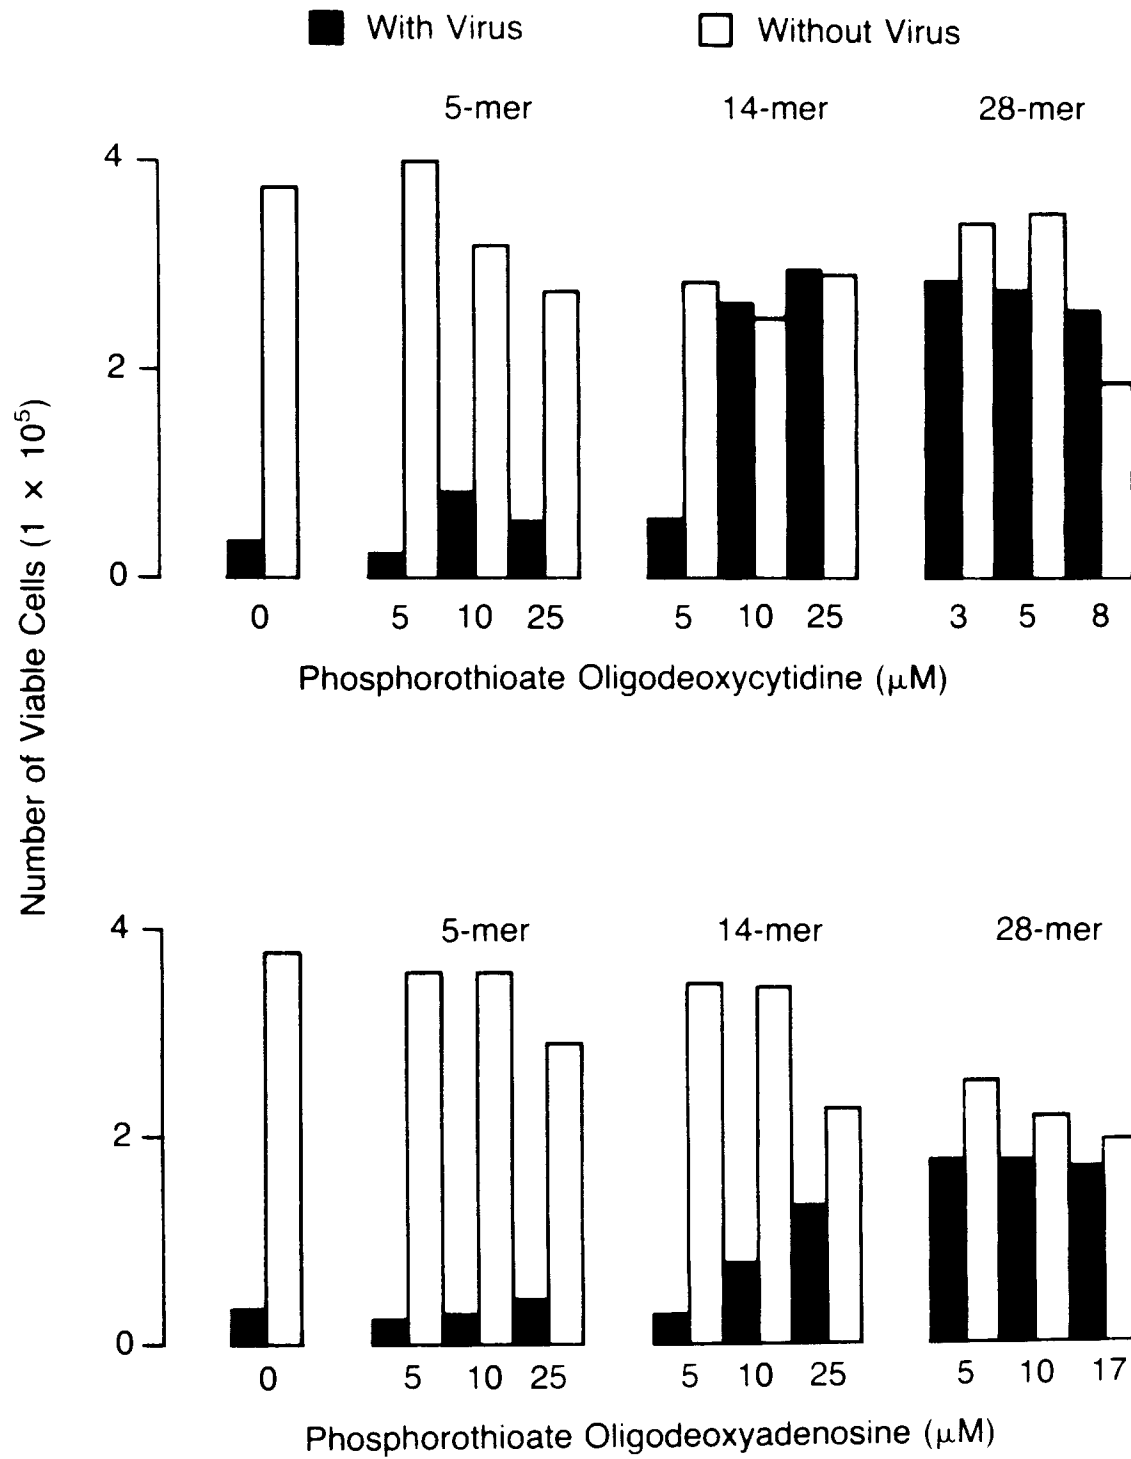 With Virus Without Virus
5-mer 14-mer 28-mer
4
2
0
0 5 10 25 5 10 25 3 5 8
Phosphorothioate Oligodeoxycytidine (μM)
Number of Viable Cells (1 × 10⁵)
4
5-mer 14-mer 28-mer
2
0
0 5 10 25 5 10 25 5 10 17
Phosphorothioate Oligodeoxyadenosine (μM)